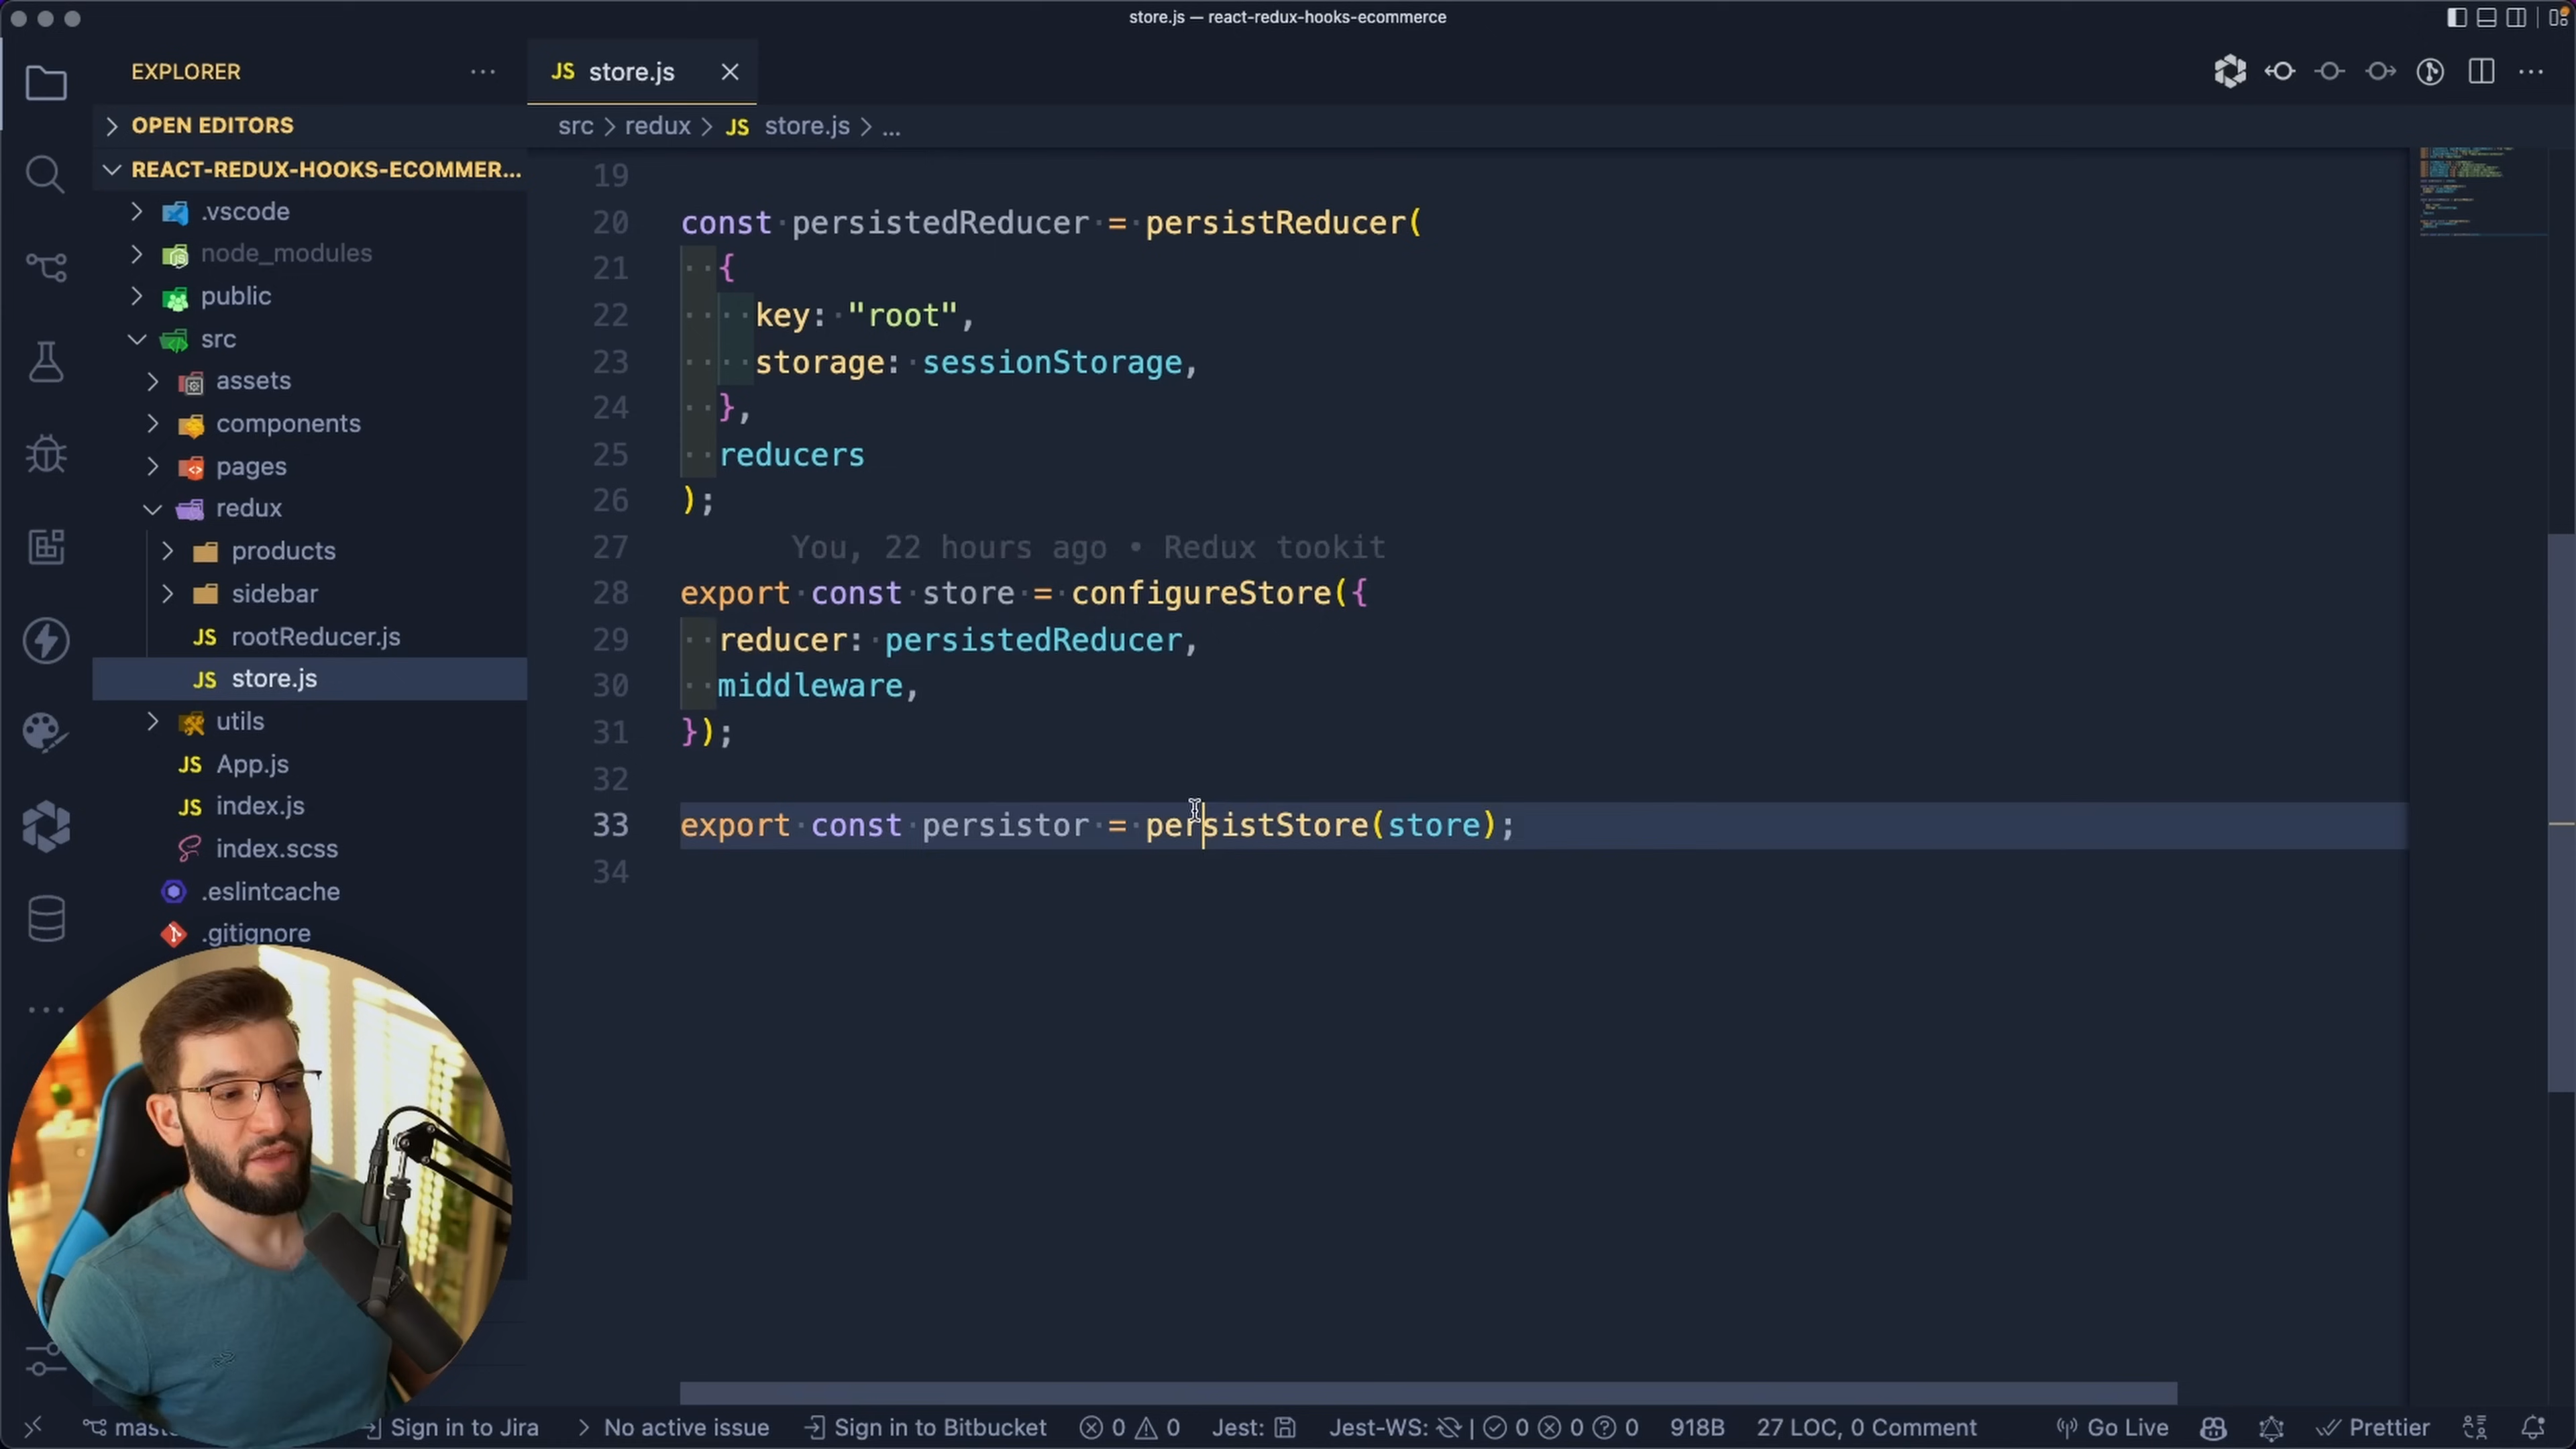 store.js — react-redux-hooks-ecommerce
EXPLORER
JS store.js
OPEN EDITORS
src > redux > JS store.js > ...
REACT-REDUX-HOOKS-ECOMMER...
.vscode
node_modules
public
src
assets
components
pages
redux
products
sidebar
JS rootReducer.js
JS store.js
utils
JS App.js
JS index.js
index.scss
.eslintcache
.gitignore
19
20 const persistedReducer = persistReducer(
21 {
22 key: "root",
23 storage: sessionStorage,
24 },
25 reducers
26 );
27 You, 22 hours ago • Redux tookit
28 export const store = configureStore({
29 reducer: persistedReducer,
30 middleware,
31 });
32
33 export const persistor = persistStore(store);
34
Sign in to Jira > No active issue Sign in to Bitbucket 0 0 Jest: Jest-WS: | 0 0 0 918B 27 LOC, 0 Comment Go Live Prettier